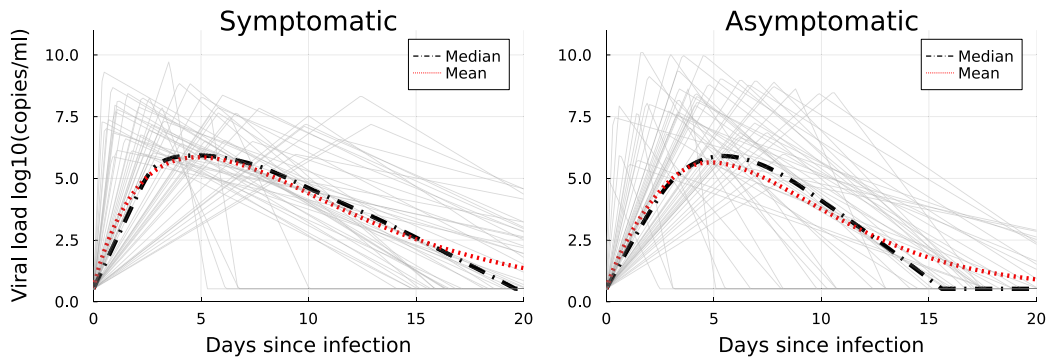 Symptomatic
Viral load log10(copies/ml)
10.0
7.5
5.0
2.5
0.0
Median
Mean
0 5 10 15 20
Days since infection
Asymptomatic
10.0
7.5
5.0
2.5
0.0
Median
Mean
0 5 10 15 20
Days since infection